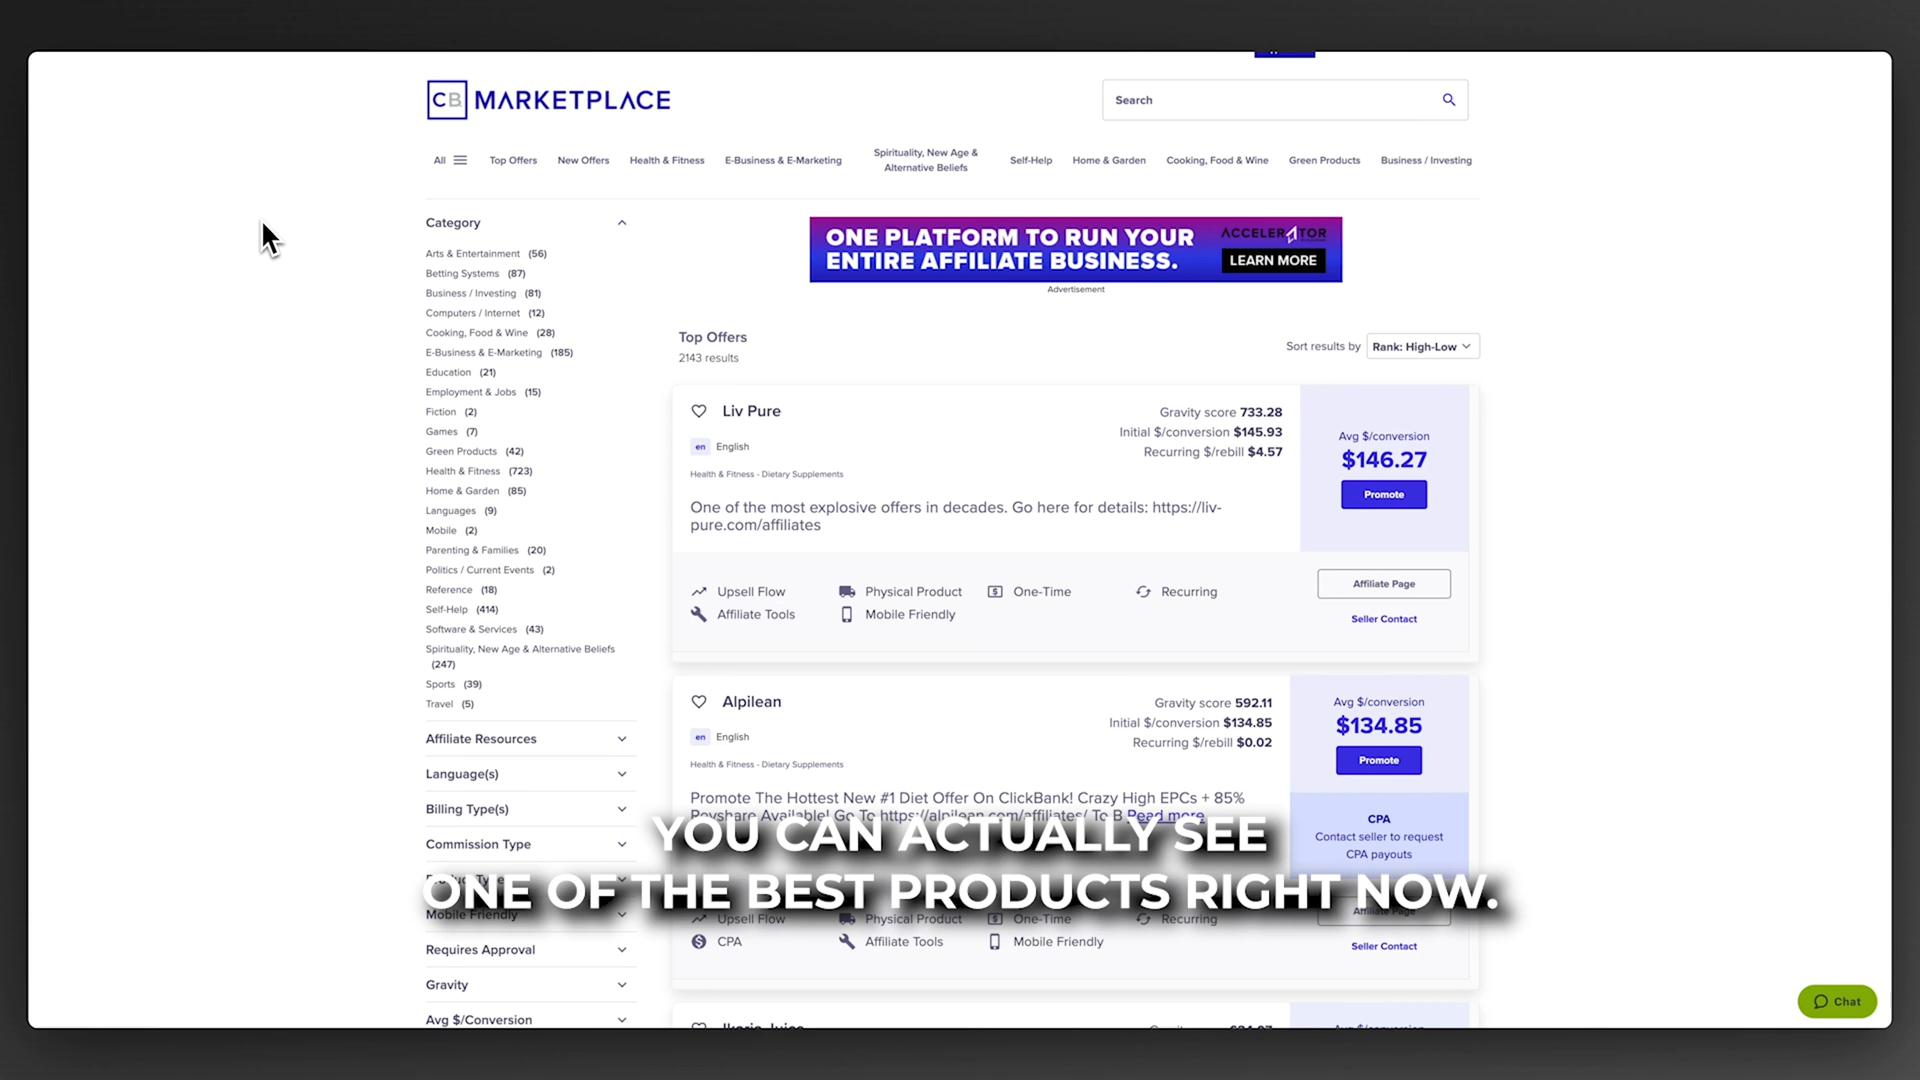 CB MARKETPLACE
Search
All
Top Offers
New Offers
Health & Fitness
E-Business & E-Marketing
Spirituality, New Age &
Alternative Beliefs
Self-Help
Home & Garden
Cooking, Food & Wine
Green Products
Business / Investing
Category
Arts & Entertainment (56)
Betting Systems (87)
Business / Investing (81)
Computers / Internet (12)
Cooking, Food & Wine (28)
E-Business & E-Marketing (185)
Education (21)
Employment & Jobs (15)
Fiction (2)
Games (7)
Green Products (42)
Health & Fitness (723)
Home & Garden (85)
Languages (9)
Mobile (2)
Parenting & Families (20)
Politics / Current Events (2)
Reference (18)
Self-Help (414)
Software & Services (43)
Spirituality, New Age & Alternative Beliefs
(247)
Sports (39)
Travel (5)
Affiliate Resources
Language(s)
Billing Type(s)
Commission Type
Mobile Friendly
Requires Approval
Gravity
Avg $/Conversion
ONE PLATFORM TO RUN YOUR
ENTIRE AFFILIATE BUSINESS.
ACCELERATOR
LEARN MORE
Advertisement
Top Offers
2143 results
Sort results by Rank: High-Low
Liv Pure
en English
Health & Fitness - Dietary Supplements
Gravity score 733.28
Initial $/conversion $145.93
Recurring $/rebill $4.57
One of the most explosive offers in decades. Go here for details: https://liv-
pure.com/affiliates
Avg $/conversion
$146.27
Promote
Upsell Flow
Physical Product
One-Time
Recurring
Affiliate Tools
Mobile Friendly
Affiliate Page
Seller Contact
Alpilean
en English
Health & Fitness - Dietary Supplements
Gravity score 592.11
Initial $/conversion $134.85
Recurring $/rebill $0.02
Promote The Hottest New #1 Diet Offer On ClickBank! Crazy High EPCs + 85%
Revshare Available! Go To https://alpilean.com/affiliates/ To B Read more
Avg $/conversion
$134.85
Promote
CPA
Contact seller to request
CPA payouts
YOU CAN ACTUALLY SEE
ONE OF THE BEST PRODUCTS RIGHT NOW.
Upsell Flow
Physical Product
One-Time
Recurring
CPA
Affiliate Tools
Mobile Friendly
Affiliate Page
Seller Contact
Chat